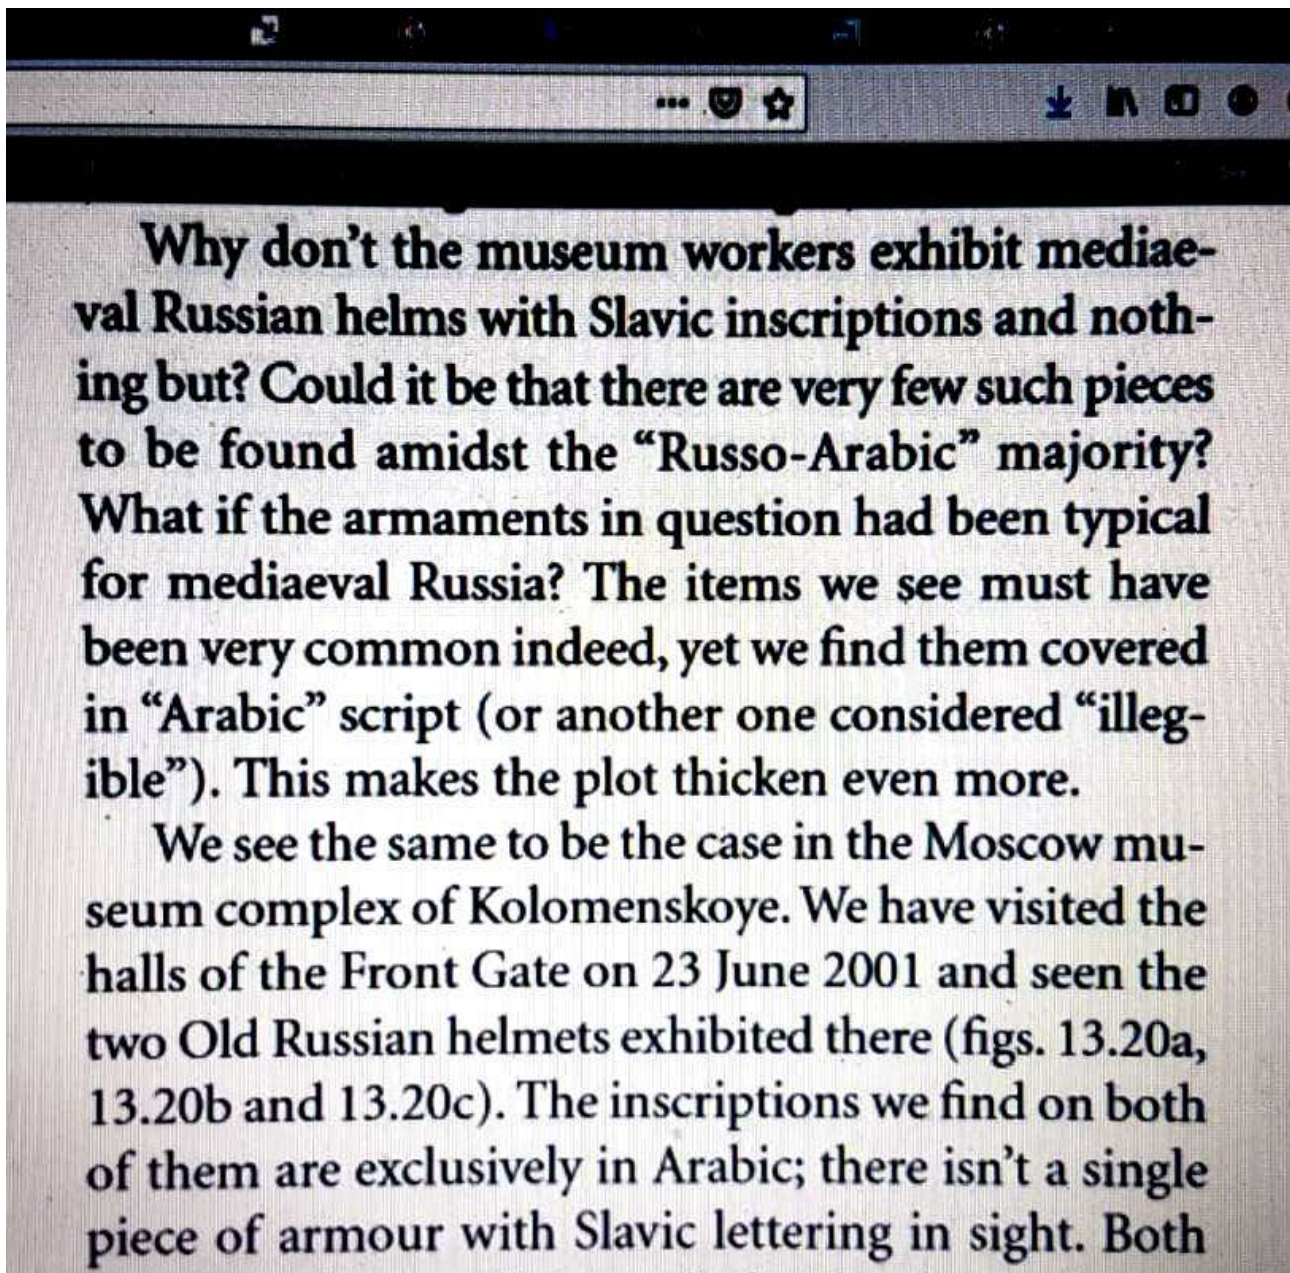 Why don't the museum workers exhibit mediae-
val Russian helms with Slavic inscriptions and noth-
ing but? Could it be that there are very few such pieces
to be found amidst the “Russo-Arabic” majority?
What if the armaments in question had been typical
for mediaeval Russia? The items we see must have
been very common indeed, yet we find them covered
in “Arabic” script (or another one considered “illeg-
ible”). This makes the plot thicken even more.
We see the same to be the case in the Moscow mu-
seum complex of Kolomenskoye. We have visited the
halls of the Front Gate on 23 June 2001 and seen the
two Old Russian helmets exhibited there (figs. 13.20a,
13.20b and 13.20c). The inscriptions we find on both
of them are exclusively in Arabic; there isn't a single
piece of armour with Slavic lettering in sight. Both